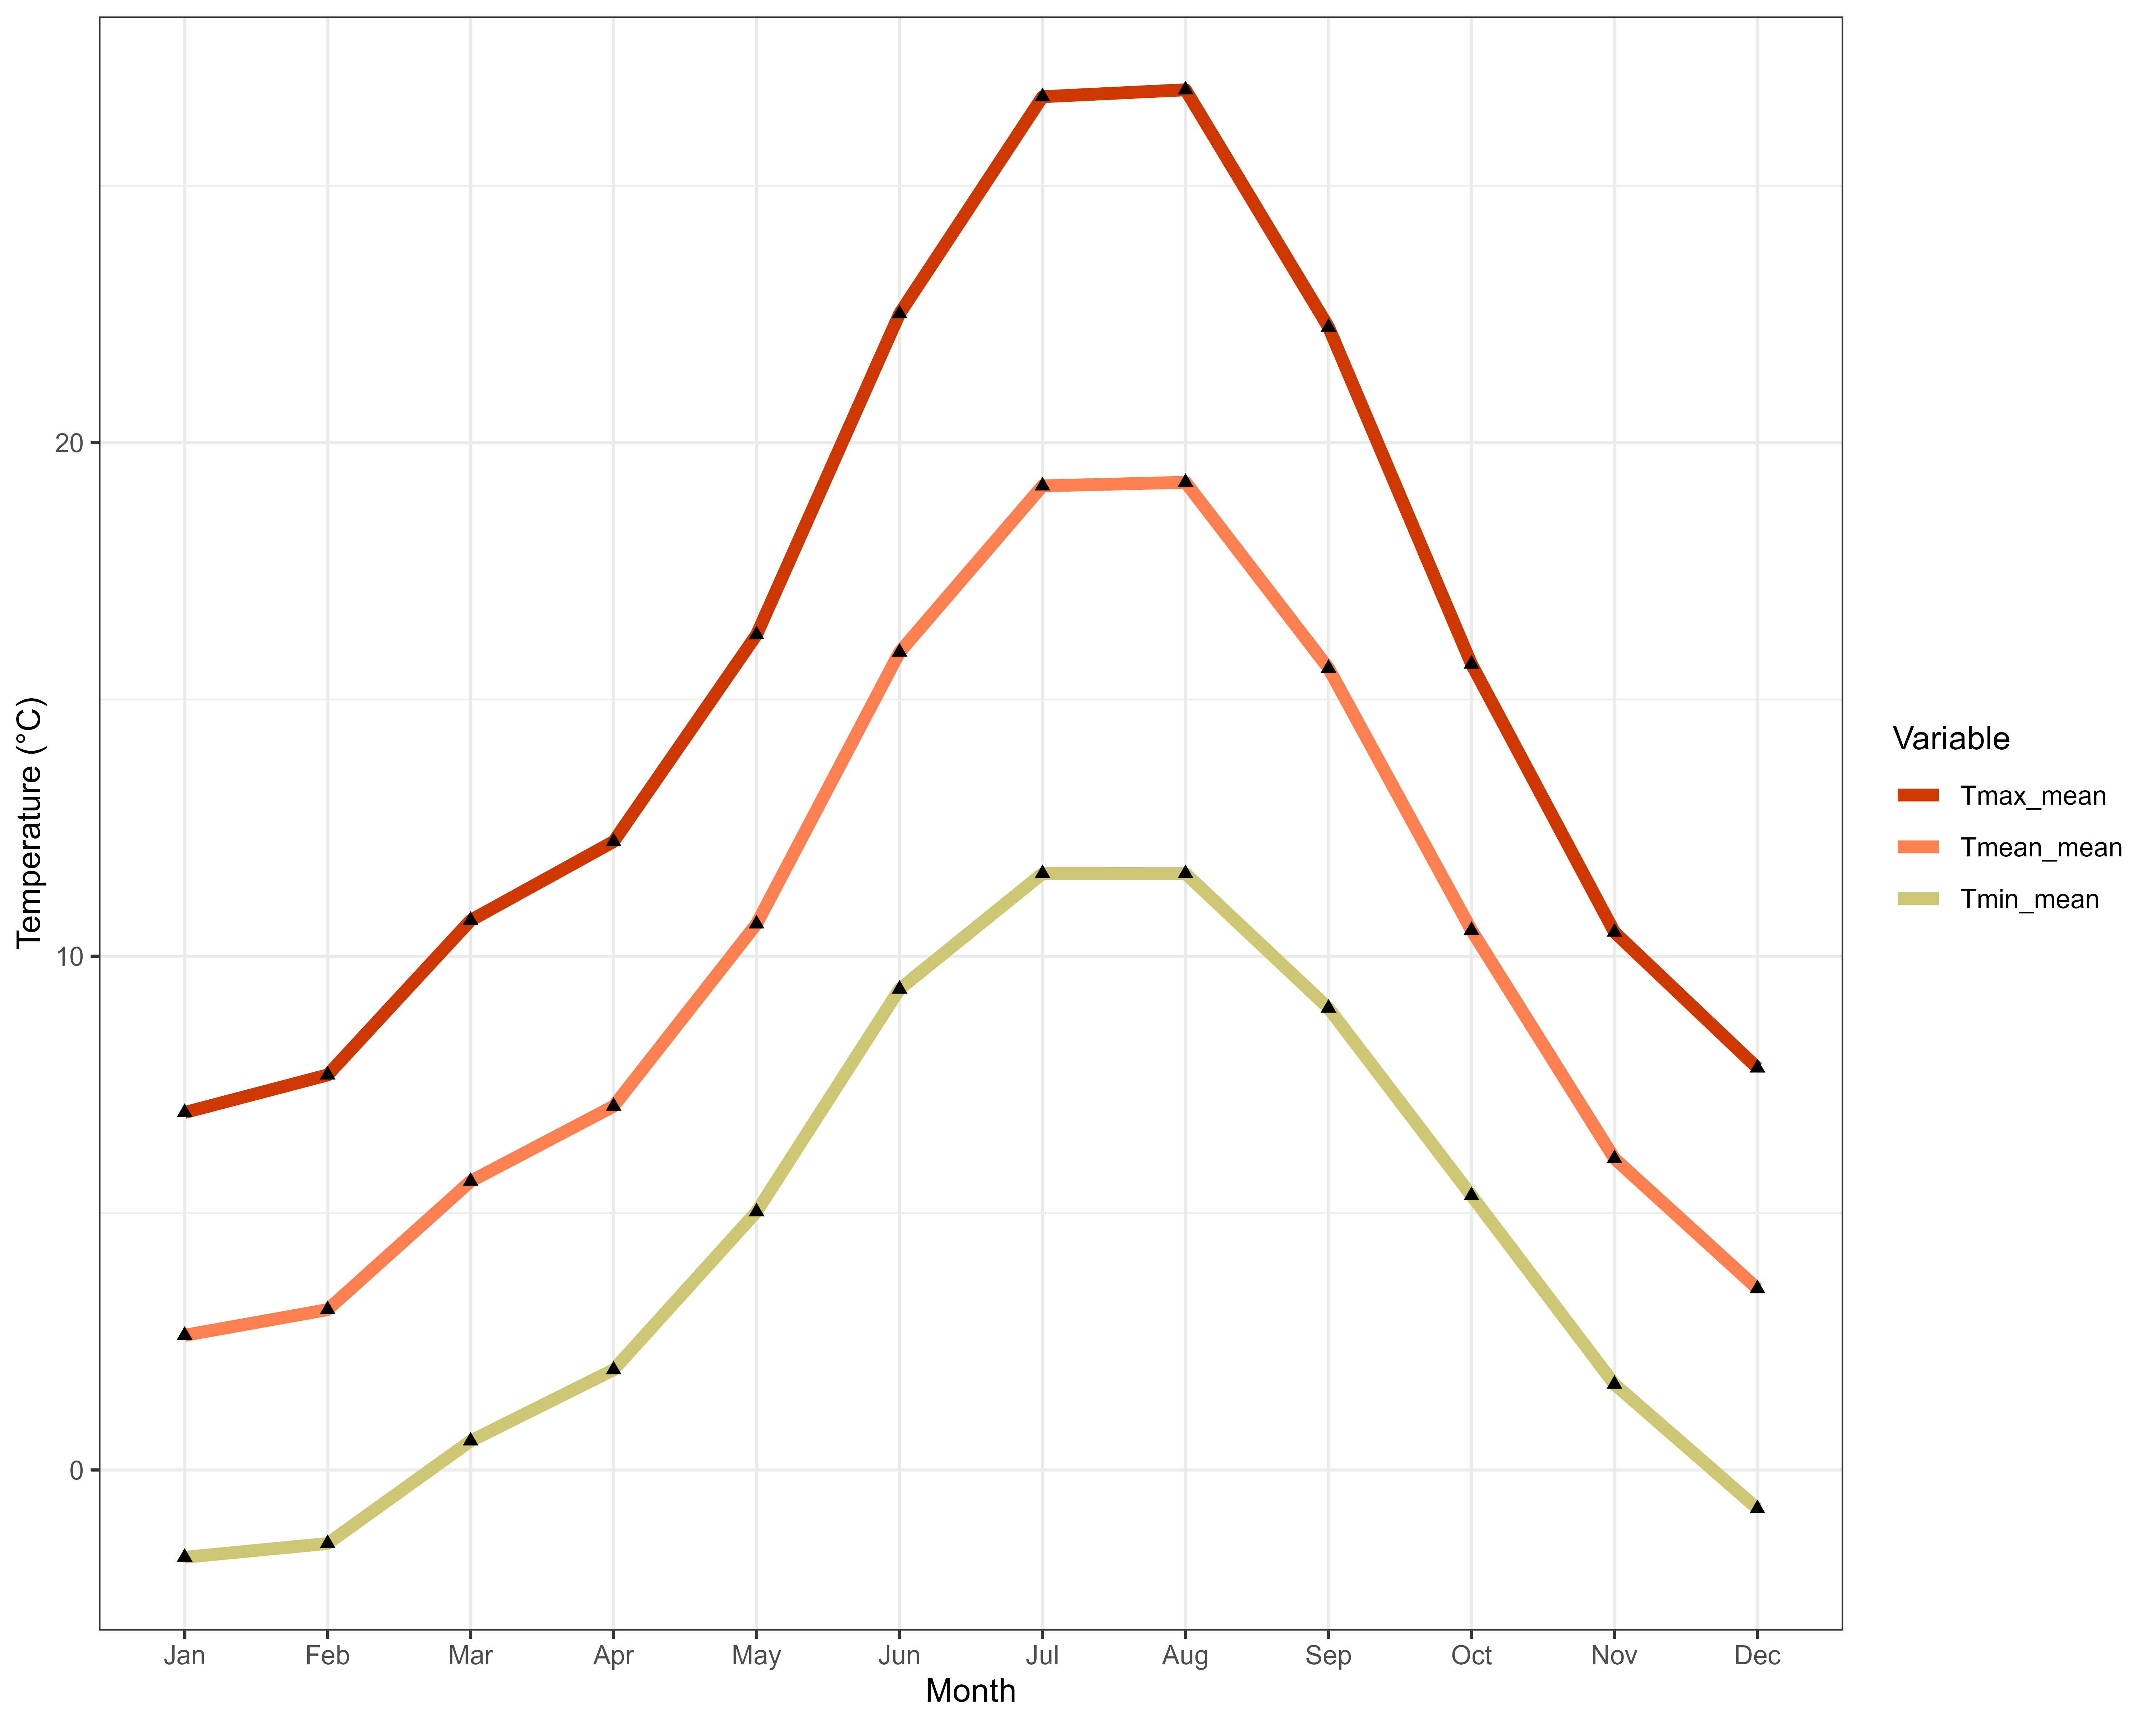 Temperature (°C)
20
10
0
Jan Feb Mar Apr May Jun Jul Aug Sep Oct Nov Dec
Month
Variable
Tmax_mean
Tmean_mean
Tmin_mean